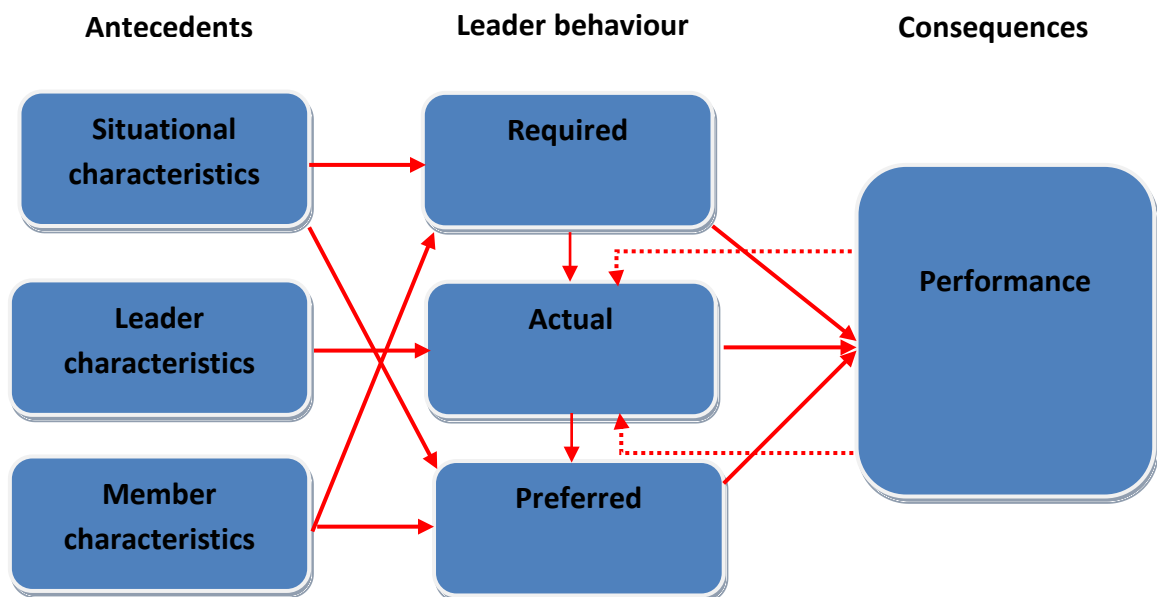 Antecedents
Leader behaviour
Consequences
Situational
characteristics
Required
Performance
Leader
characteristics
Actual
Member
characteristics
Preferred